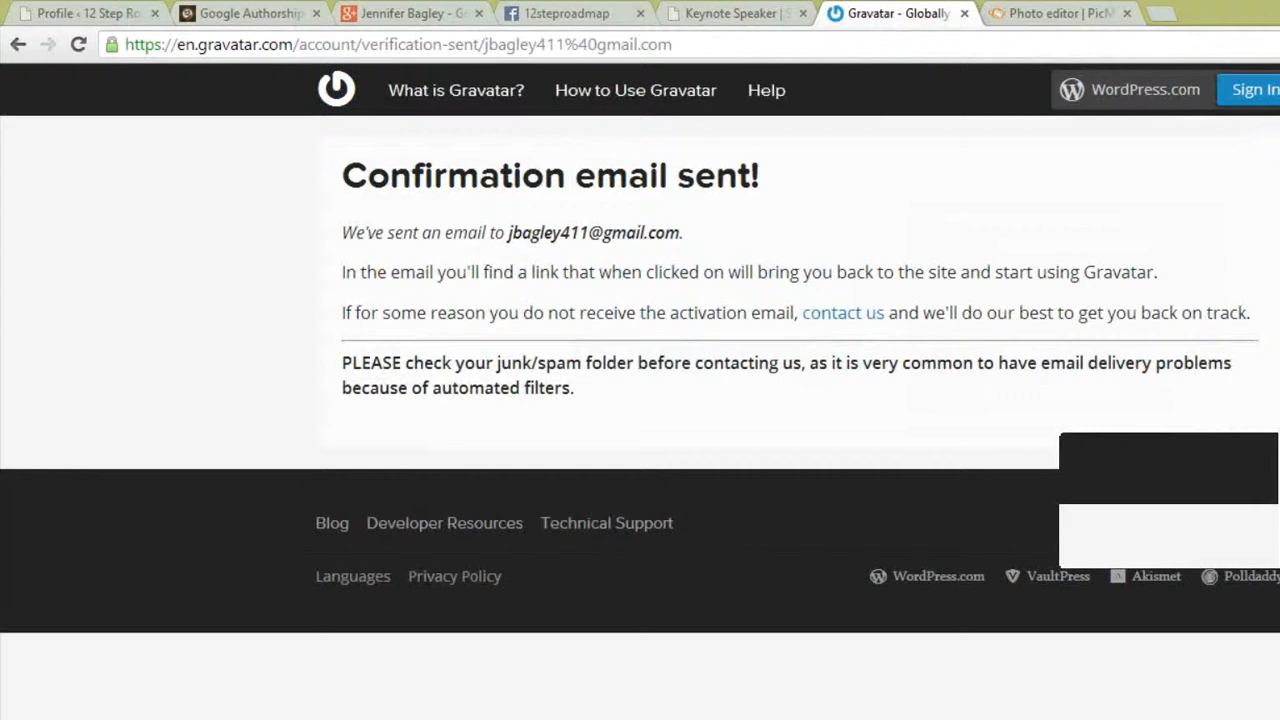 Profile ‹ 12 Step Ro
Google Authorship
Jennifer Bagley - G
12steproadmap
Keynote Speaker | S
Gravatar - Globally
Photo editor | PicM
https://en.gravatar.com/account/verification-sent/jbagley411%40gmail.com
What is Gravatar?
How to Use Gravatar
Help
WordPress.com
Sign In
Confirmation email sent!
We've sent an email to jbagley411@gmail.com.
In the email you'll find a link that when clicked on will bring you back to the site and start using Gravatar.
If for some reason you do not receive the activation email, contact us and we'll do our best to get you back on track.
PLEASE check your junk/spam folder before contacting us, as it is very common to have email delivery problems
because of automated filters.
Blog
Developer Resources
Technical Support
Languages
Privacy Policy
WordPress.com
VaultPress
Akismet
Polldaddy